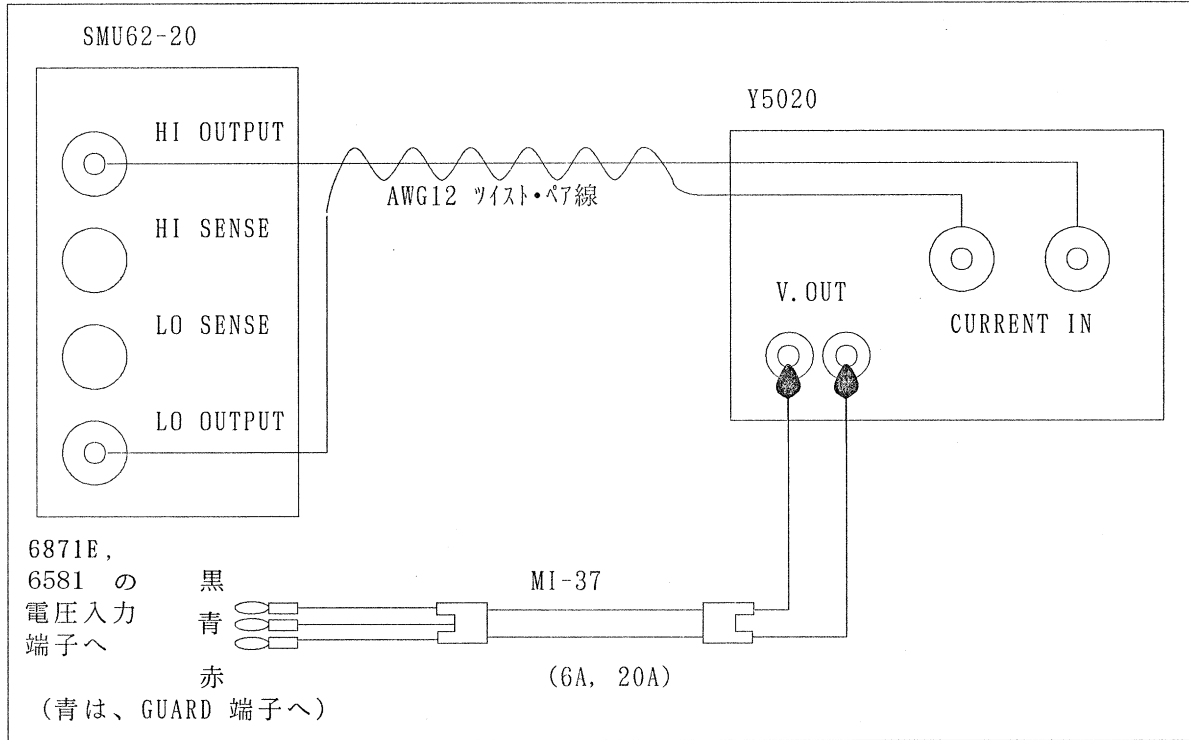 SMU62-20
HI OUTPUT
HI SENSE
LO SENSE
LO OUTPUT
AWG12 ツイスト・ペア線
Y5020
V.OUT
CURRENT IN
6871E,
6581 の
電圧入力
端子へ
黒
青
赤
(青は、GUARD 端子へ)
MI-37
(6A, 20A)